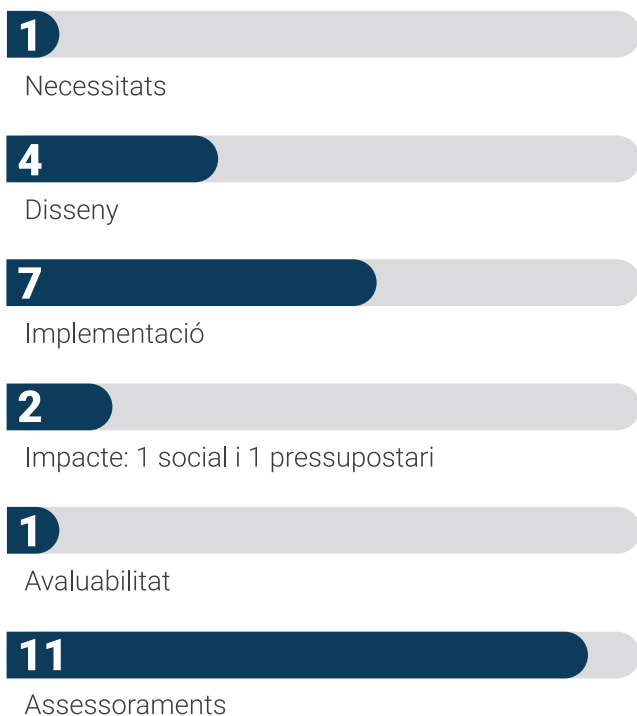 1
Necessitats
4
Disseny
7
Implementació
2
Impacte: 1 social i 1 pressupostari
1
Avaluabilitat
11
Assessoraments